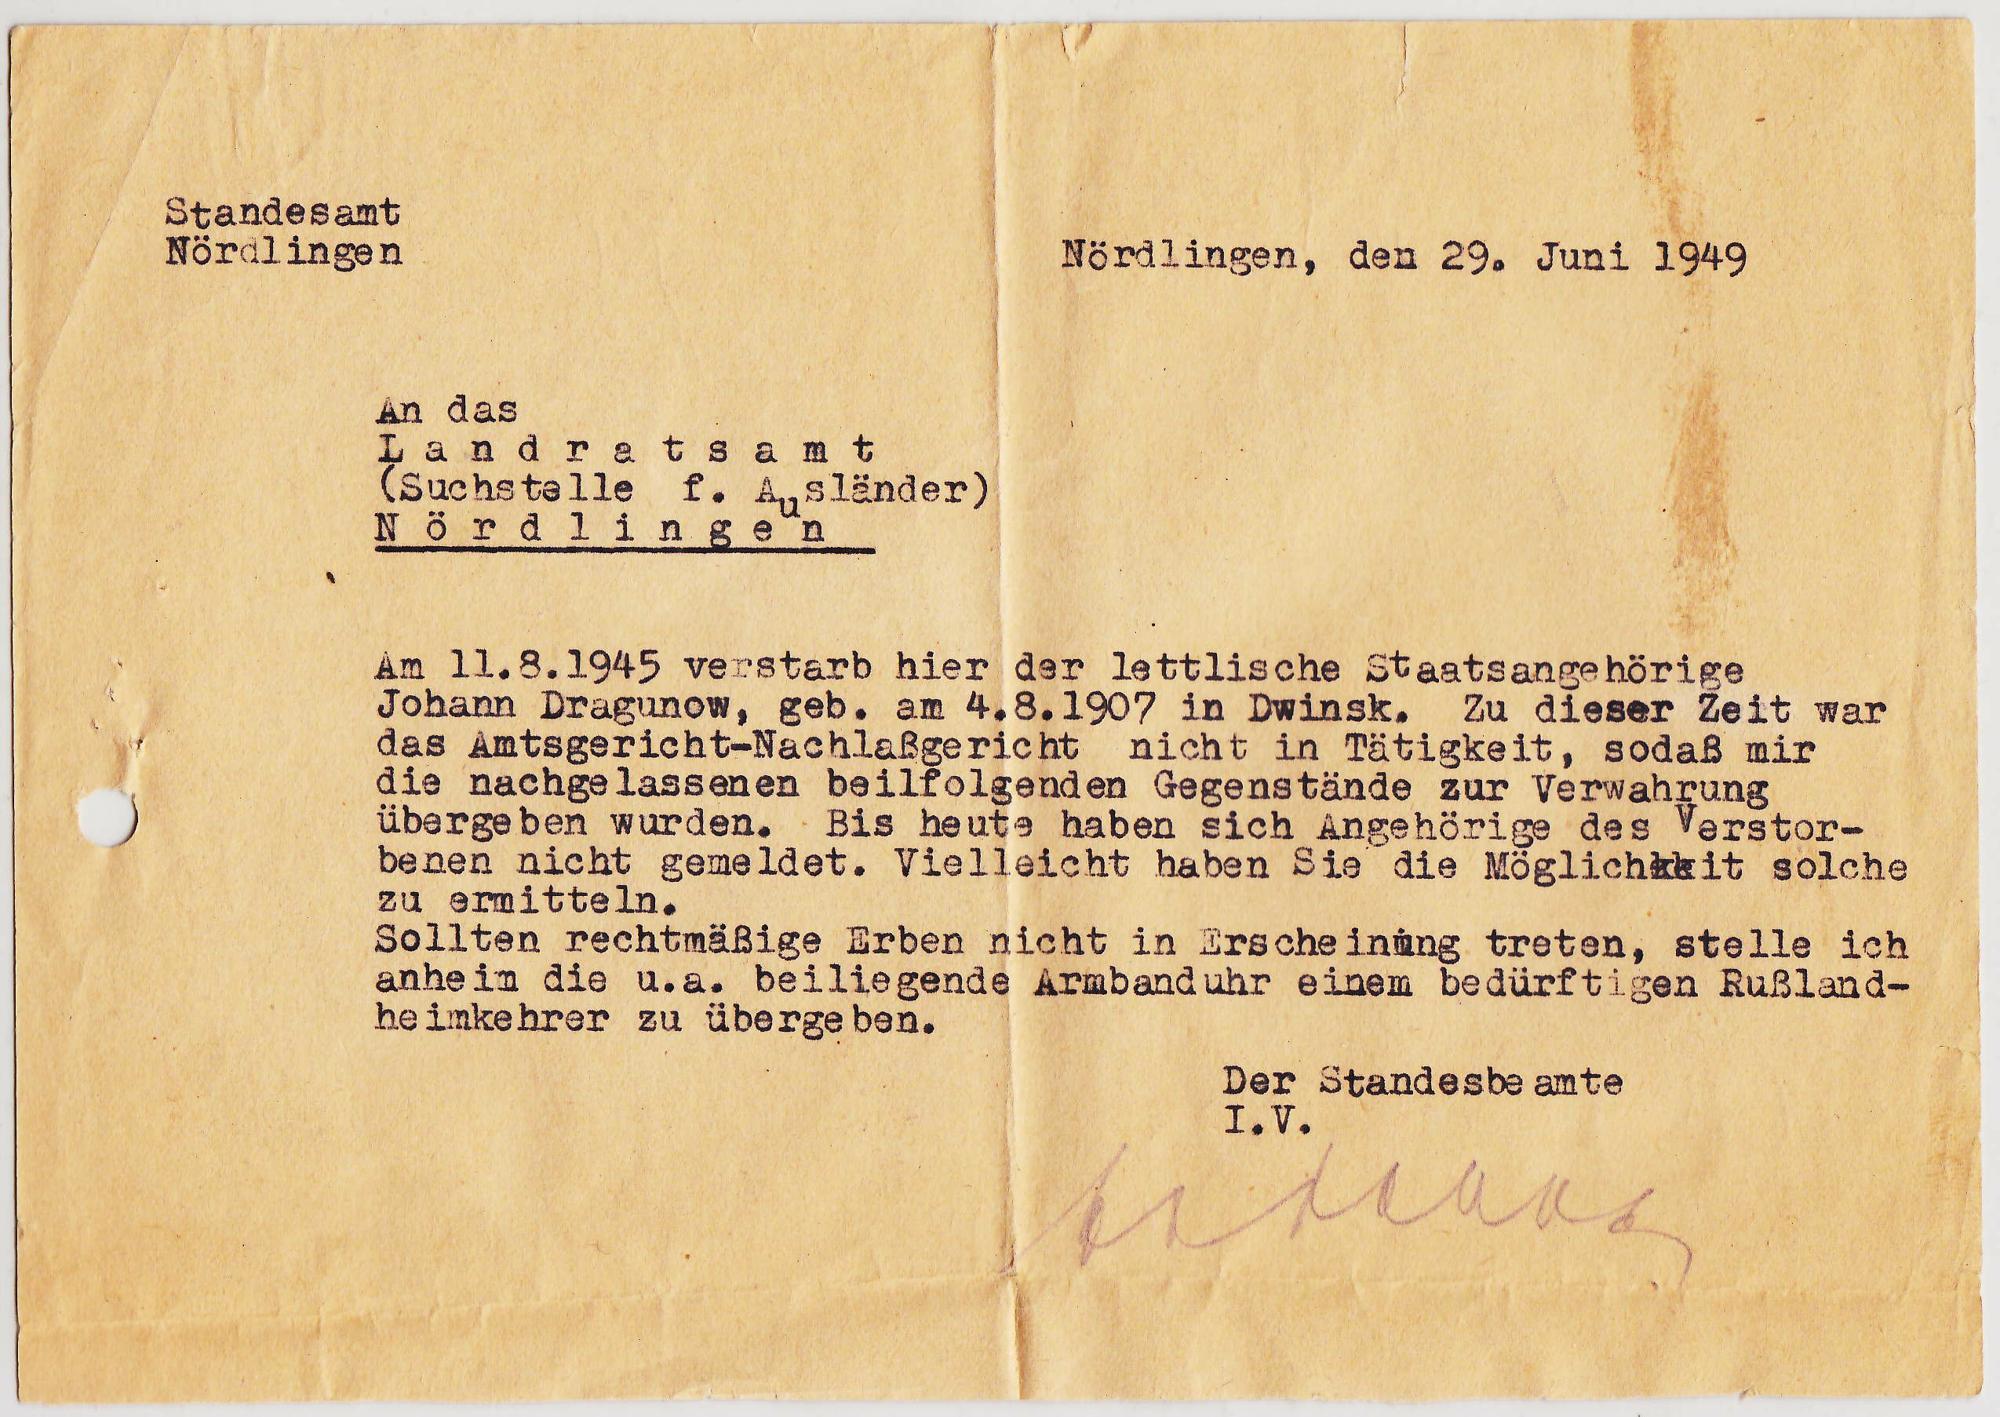 Standesamt
Nördlingen
Nördlingen, den 29. Juni 1949
An das
L a n d r a t s a m t
(Suchstelle f. Ausländer)
N ö r d l i n g e n
Am 11.8.1945 verstarb hier der lettlische Staatsangehörige
Johann Dragunow, geb. am 4.8.1907 in Dwinsk. Zu dieser Zeit war
das Amtsgericht-Nachlaßgericht nicht in Tätigkeit, sodaß mir
die nachgelassenen beilfolgenden Gegenstände zur Verwahrung
übergeben wurden. Bis heute haben sich Angehörige des Verstor-
benen nicht gemeldet. Vielleicht haben Sie die Möglichkeit solche
zu ermitteln.
Sollten rechtmäßige Erben nicht in Erscheinung treten, stelle ich
anheim die u.a. beiliegende Armbanduhr einem bedürftigen Rußland-
heimkehrer zu übergeben.
Der Standesbeamte
I.V.